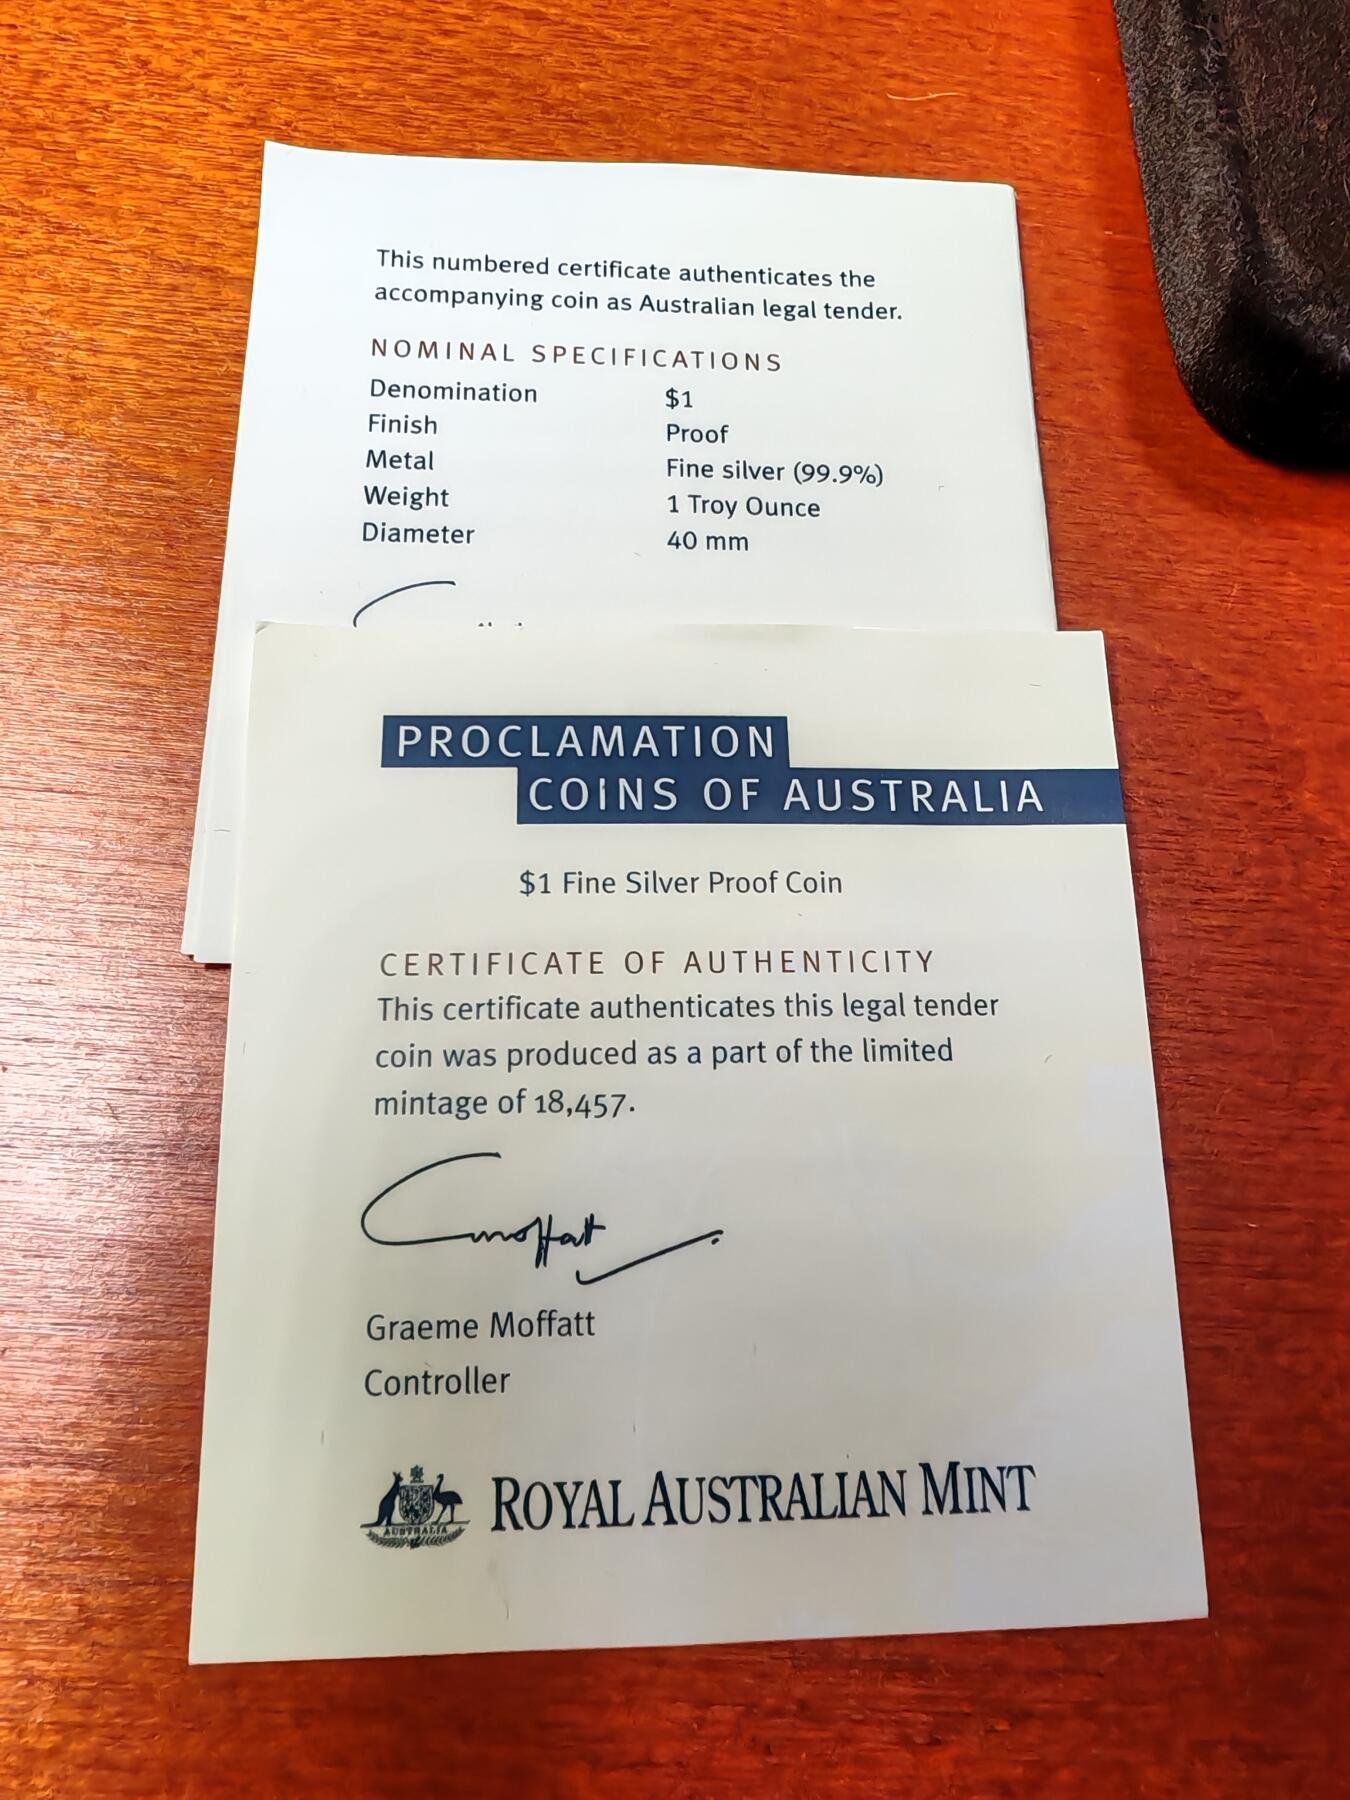 This numbered certificate authenticates the
accompanying coin as Australian legal tender.
NOMINAL SPECIFICATIONS
Denomination $1
Finish Proof
Metal Fine silver (99.9%)
Weight 1 Troy Ounce
Diameter 40 mm
PROCLAMATION
COINS OF AUSTRALIA
$1 Fine Silver Proof Coin
CERTIFICATE OF AUTHENTICITY
This certificate authenticates this legal tender
coin was produced as a part of the limited
mintage of 18,457.
Cmoffatt
Graeme Moffatt
Controller
AUSTRALIA
ROYAL AUSTRALIAN MINT